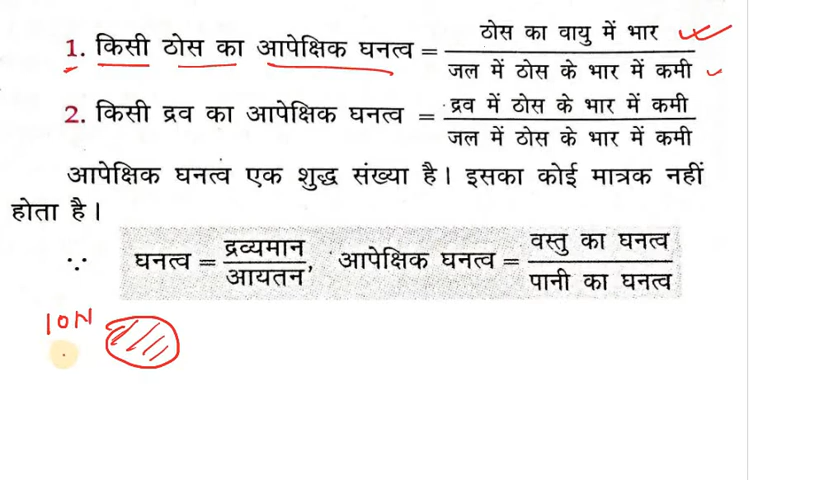 1. किसी ठोस का आपेक्षिक घनत्व = ठोस का वायु में भार / जल में ठोस के भार में कमी
2. किसी द्रव का आपेक्षिक घनत्व = द्रव में ठोस के भार में कमी / जल में ठोस के भार में कमी
आपेक्षिक घनत्व एक शुद्ध संख्या है। इसका कोई मात्रक नहीं
होता है।
∵ घनत्व = द्रव्यमान / आयतन, आपेक्षिक घनत्व = वस्तु का घनत्व / पानी का घनत्व
10N